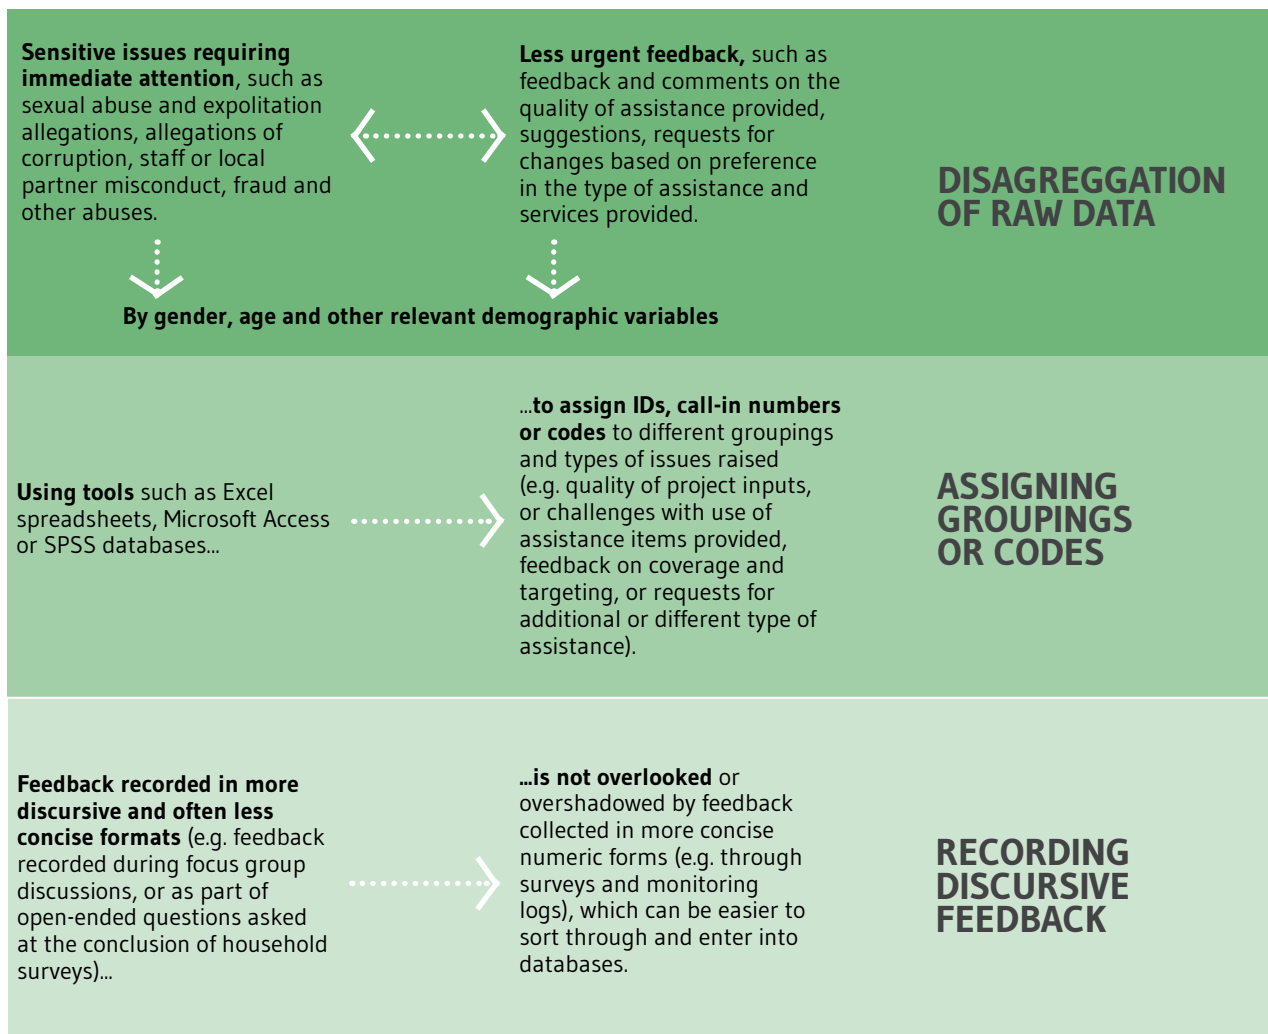 Sensitive issues requiring
immediate attention, such as
sexual abuse and expolitation
allegations, allegations of
corruption, staff or local
partner misconduct, fraud and
other abuses.
Less urgent feedback, such as
feedback and comments on the
quality of assistance provided,
suggestions, requests for
changes based on preference
in the type of assistance and
services provided.
By gender, age and other relevant demographic variables
DISAGREGGATION
OF RAW DATA
Using tools such as Excel
spreadsheets, Microsoft Access
or SPSS databases...
...to assign IDs, call-in numbers
or codes to different groupings
and types of issues raised
(e.g. quality of project inputs,
or challenges with use of
assistance items provided,
feedback on coverage and
targeting, or requests for
additional or different type of
assistance).
ASSIGNING
GROUPINGS
OR CODES
Feedback recorded in more
discursive and often less
concise formats (e.g. feedback
recorded during focus group
discussions, or as part of
open-ended questions asked
at the conclusion of household
surveys)...
...is not overlooked or
overshadowed by feedback
collected in more concise
numeric forms (e.g. through
surveys and monitoring
logs), which can be easier to
sort through and enter into
databases.
RECORDING
DISCURSIVE
FEEDBACK